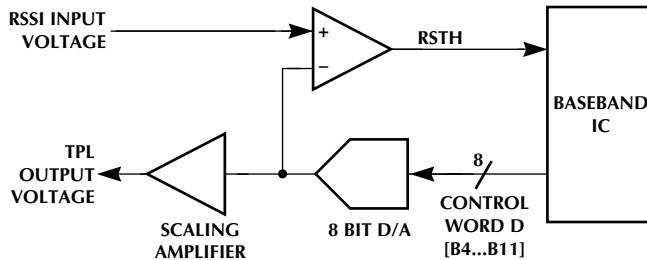 RSSI INPUT
VOLTAGE
+
−
RSTH
BASEBAND
IC
TPL
OUTPUT
VOLTAGE
SCALING
AMPLIFIER
8 BIT D/A
8
CONTROL
WORD D
[B4...B11]